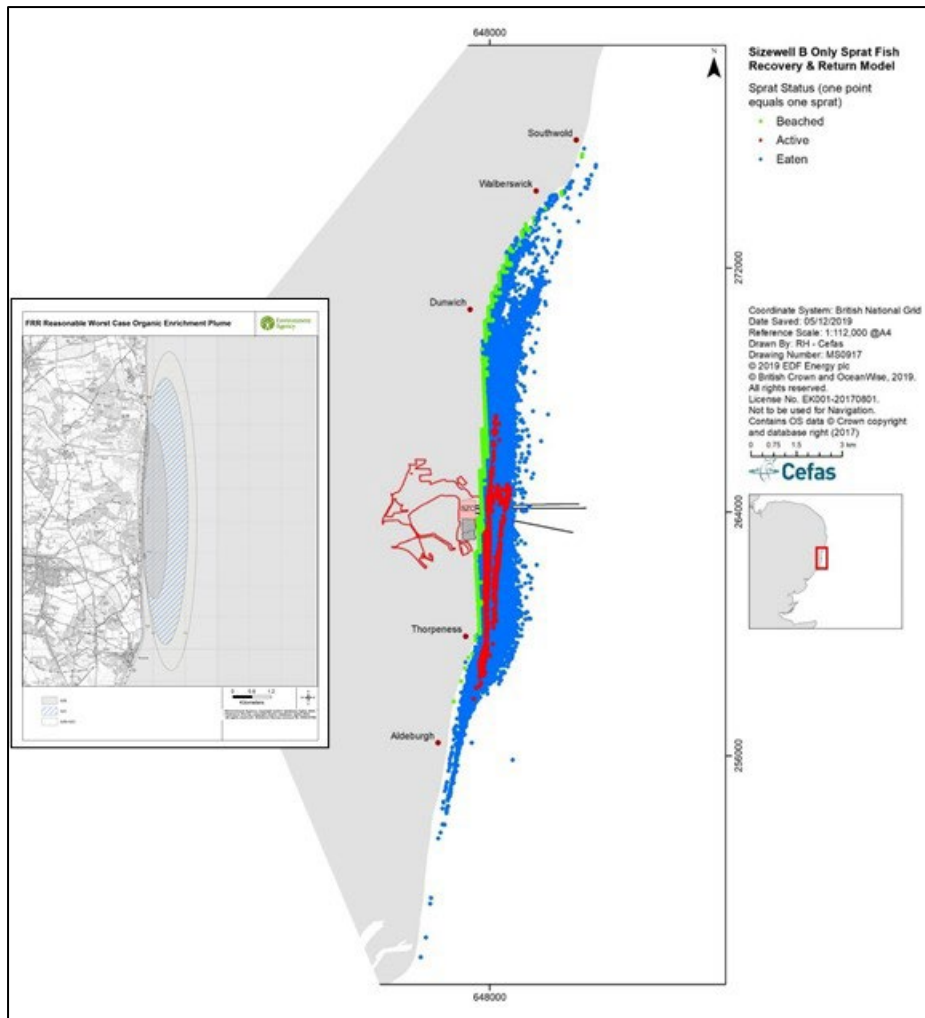 648000
N
Sizewell B Only Sprat Fish
Recovery & Return Model
Sprat Status (one point
equals one sprat)
Beached
Active
Eaten
Southwold
Walberswick
272000
Dunwich
Coordinate System: British National Grid
Date Saved: 05/12/2019
Reference Scale: 1:112,000 @A4
Drawn By: RH - Cefas
Drawing Number: MS0917
© 2019 EDF Energy plc
© British Crown and OceanWise, 2019.
All rights reserved.
License No. EK001-20170801.
Not to be used for Navigation.
Contains OS data © Crown copyright
and database right (2017)
0 0.75 1.5 3 km
Cefas
FRR Reasonable Worst Case Organic Enrichment Plume
Environment
Agency
264000
Thorpeness
Aldeburgh
256000
Kilometers
648000